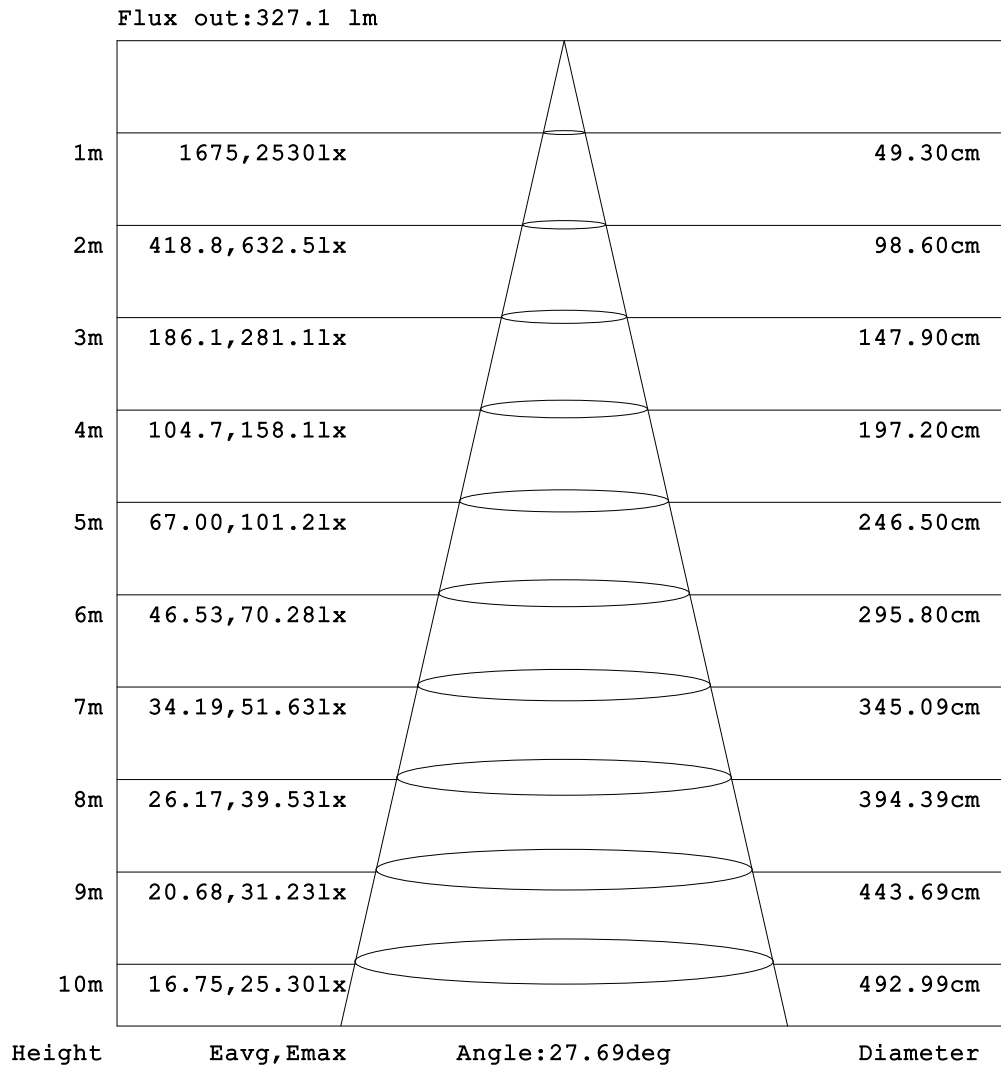 Flux out:327.1 lm
1m 1675,2530lx 49.30cm
2m 418.8,632.5lx 98.60cm
3m 186.1,281.1lx 147.90cm
4m 104.7,158.1lx 197.20cm
5m 67.00,101.2lx 246.50cm
6m 46.53,70.28lx 295.80cm
7m 34.19,51.63lx 345.09cm
8m 26.17,39.53lx 394.39cm
9m 20.68,31.23lx 443.69cm
10m 16.75,25.30lx 492.99cm
Height Eavg,Emax Angle:27.69deg Diameter